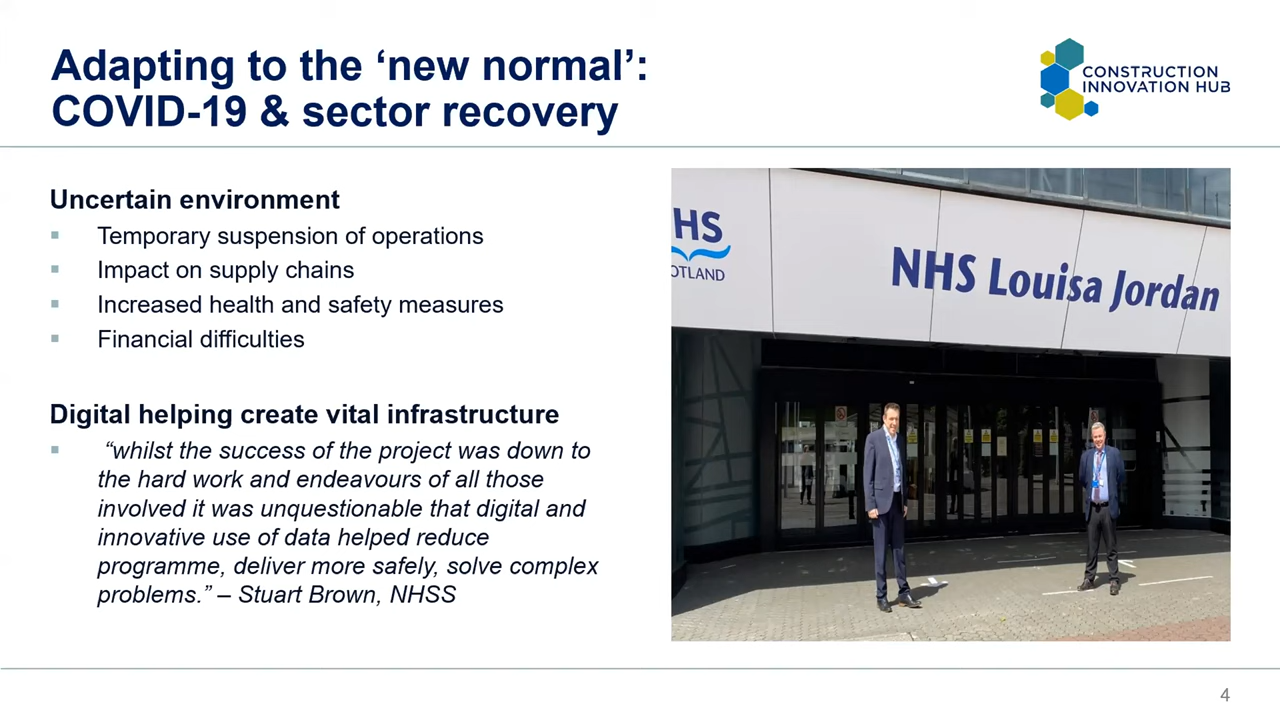 Adapting to the ‘new normal’:
COVID-19 & sector recovery
CONSTRUCTION
INNOVATION HUB
Uncertain environment
Temporary suspension of operations
Impact on supply chains
Increased health and safety measures
Financial difficulties
Digital helping create vital infrastructure
“whilst the success of the project was down to
the hard work and endeavours of all those
involved it was unquestionable that digital and
innovative use of data helped reduce
programme, deliver more safely, solve complex
problems.” – Stuart Brown, NHSS
HS
OTLAND
NHS Louisa Jordan
4